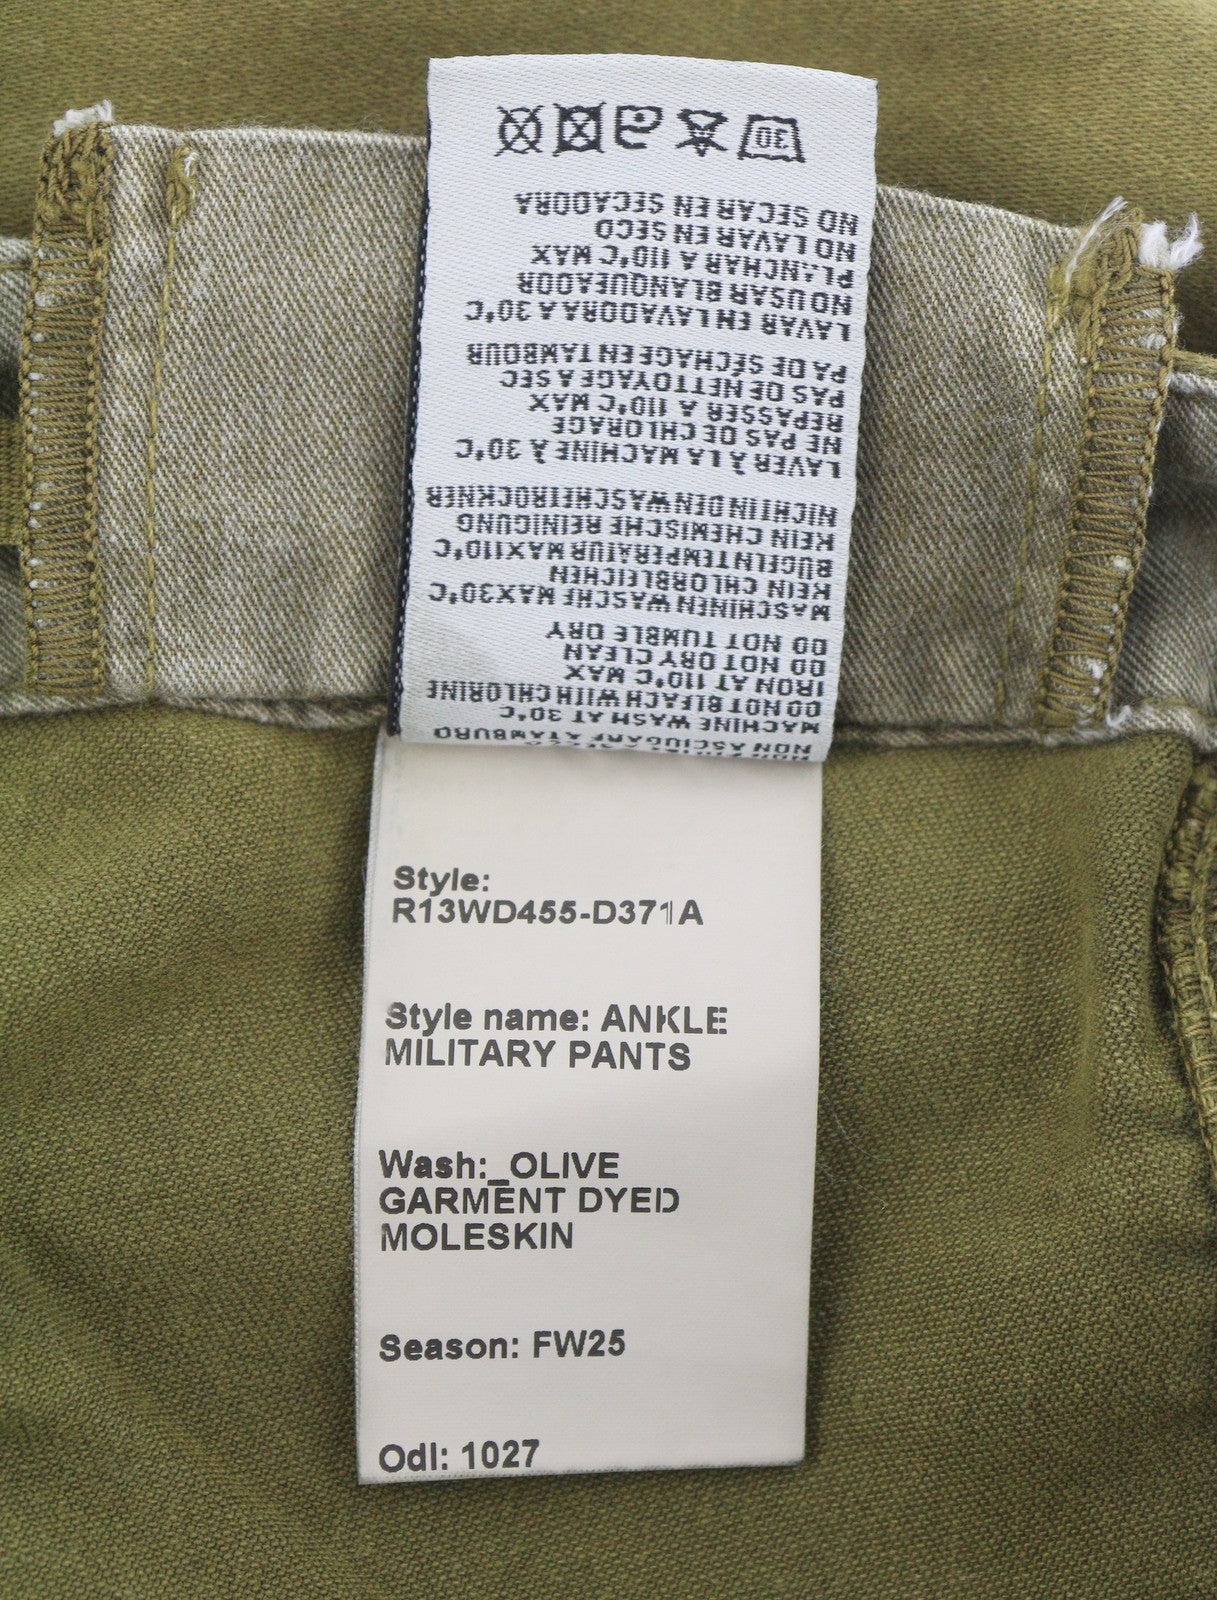 NON ASCIUGARE A TAMBURO
MACHINE WASH AT 30°C
DO NOT BLEACH WITH CHLORINE
IRON AT 110°C MAX
DO NOT DRY CLEAN
DO NOT TUMBLE DRY
MASCHINEN WASCHE MAX30°C
KEIN CHLORBLEICHEN
BUGELN TEMPERATUR MAX110°C
KEIN CHEMISCHE REINIGUNG
NICHT IN DEN WASCHETROCKNER
LAVER À LA MACHINE À 30°C
NE PAS DE CHLORAGE
REPASSER A 110°C MAX
PAS DE NETTOYAGE A SEC
PA DE SÉCHAGE EN TAMBOUR
LAVAR EN LAVADORA A 30°C
NO USAR BLANQUEADOR
PLANCHAR A 110°C MAX
NO LAVAR EN SECO
NO SECAR EN SECADORA
30
Style:
R13WD455-D371A
Style name: ANKLE
MILITARY PANTS
Wash:_OLIVE
GARMENT DYED
MOLESKIN
Season: FW25
Odl: 1027